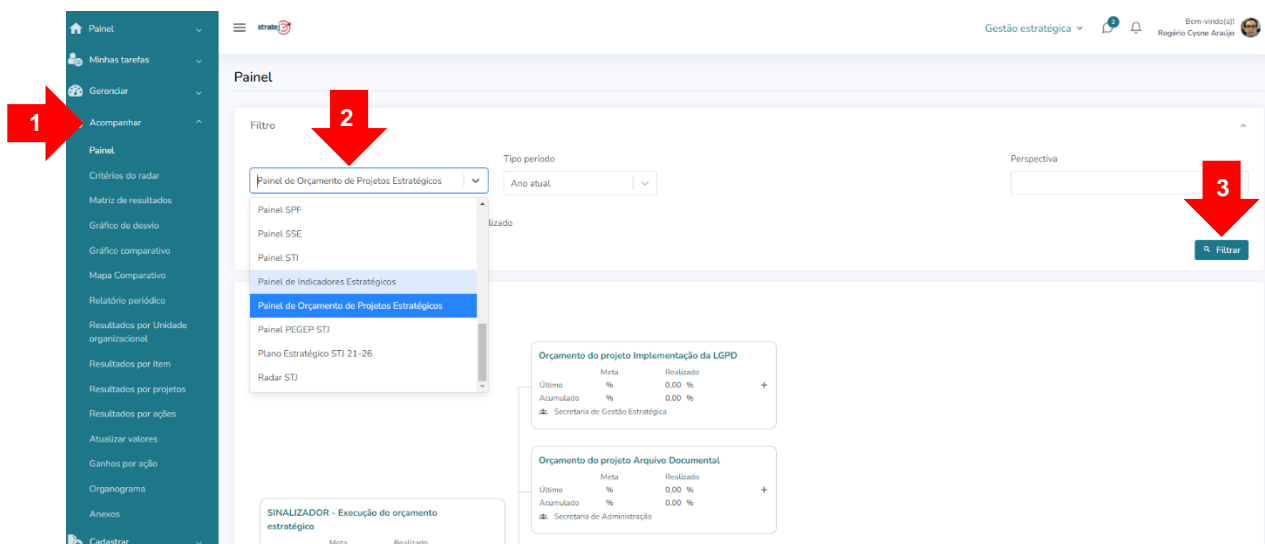 Painel
Minhas tarefas
Gerenciar
1
Acompanhar
Painel
Critérios do radar
Matriz de resultados
Gráfico de desvio
Gráfico comparativo
Mapa Comparativo
Relatório periódico
Resultados por Unidade
organizacional
Resultados por item
Resultados por projetos
Resultados por ações
Atualizar valores
Ganhos por ação
Organograma
Anexos
Cadastrar
stratej
Gestão estratégica
2
Bem-vindo(a)!
Rogério Cysne Araújo
Painel
Filtro
2
Tipo período
Perspectiva
Painel de Orçamento de Projetos Estratégicos
Ano atual
3
lizado
Filtrar
Painel SPF
Painel SSE
Painel STI
Painel de Indicadores Estratégicos
Painel de Orçamento de Projetos Estratégicos
Painel PEGEP STJ
Plano Estratégico STJ 21-26
Radar STJ
Orçamento do projeto Implementação da LGPD
Meta Realizado
Último % 0,00 % +
Acumulado % 0,00 %
Secretaria de Gestão Estratégica
Orçamento do projeto Arquivo Documental
Meta Realizado
Último % 0,00 % +
Acumulado % 0,00 %
Secretaria de Administração
SINALIZADOR - Execução do orçamento
estratégico
Meta Realizado